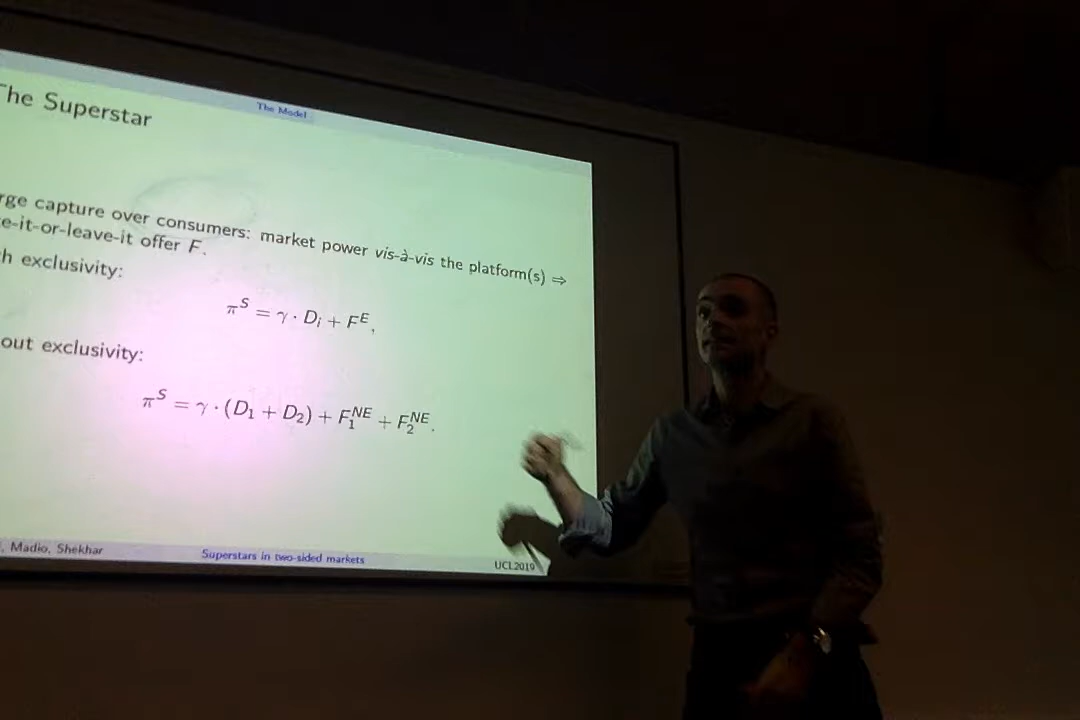 The Model
The Superstar
rge capture over consumers: market power vis-à-vis the platform(s) ⇒
e-it-or-leave-it offer F.
h exclusivity:
π^S = γ · D_i + F^E,
out exclusivity:
π^S = γ · (D_1 + D_2) + F_1^NE + F_2^NE.
, Madio, Shekhar
Superstars in two-sided markets
UCL2019